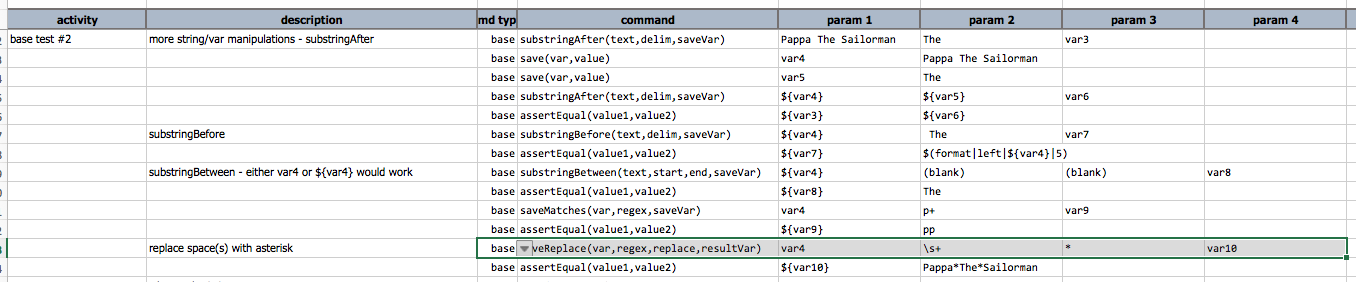 activity description md typ command param 1 param 2 param 3 param 4
base test #2 more string/var manipulations - substringAfter base substringAfter(text,delim,saveVar) Pappa The Sailorman The var3
base save(var,value) var4 Pappa The Sailorman
base save(var,value) var5 The
base substringAfter(text,delim,saveVar) ${var4} ${var5} var6
base assertEqual(value1,value2) ${var3} ${var6}
substringBefore base substringBefore(text,delim,saveVar) ${var4} The var7
base assertEqual(value1,value2) ${var7} $(format|left|${var4}|5)
substringBetween - either var4 or ${var4} would work base substringBetween(text,start,end,saveVar) ${var4} (blank) (blank) var8
base assertEqual(value1,value2) ${var8} The
base saveMatches(var,regex,saveVar) var4 p+ var9
base assertEqual(value1,value2) ${var9} pp
replace space(s) with asterisk base veReplace(var,regex,replace,resultVar) var4 \s+ * var10
base assertEqual(value1,value2) ${var10} Pappa*The*Sailorman